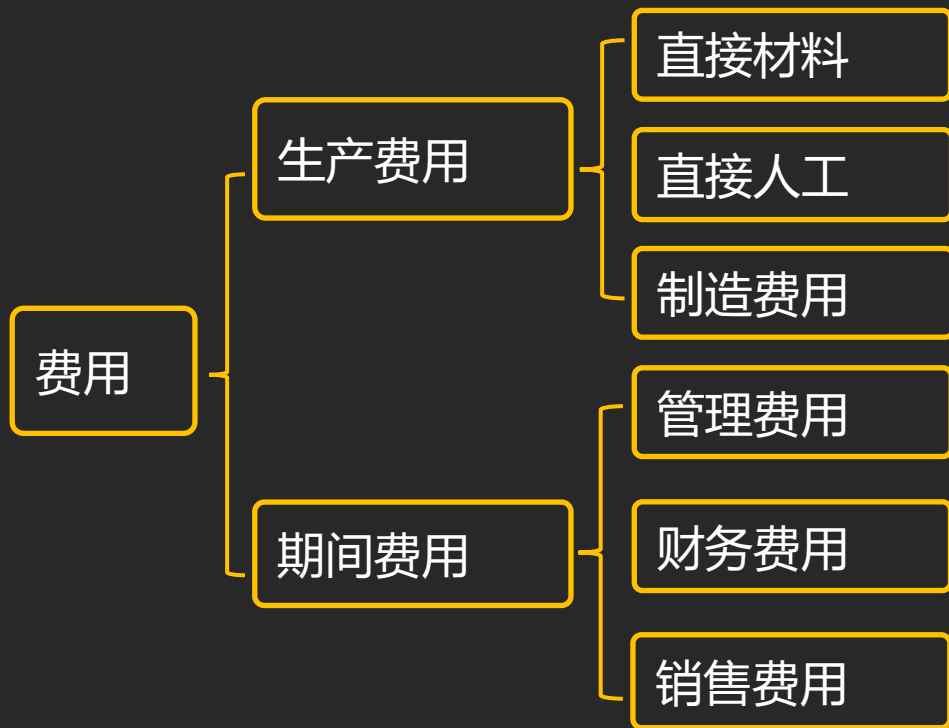 费用
生产费用
直接材料
直接人工
制造费用
期间费用
管理费用
财务费用
销售费用